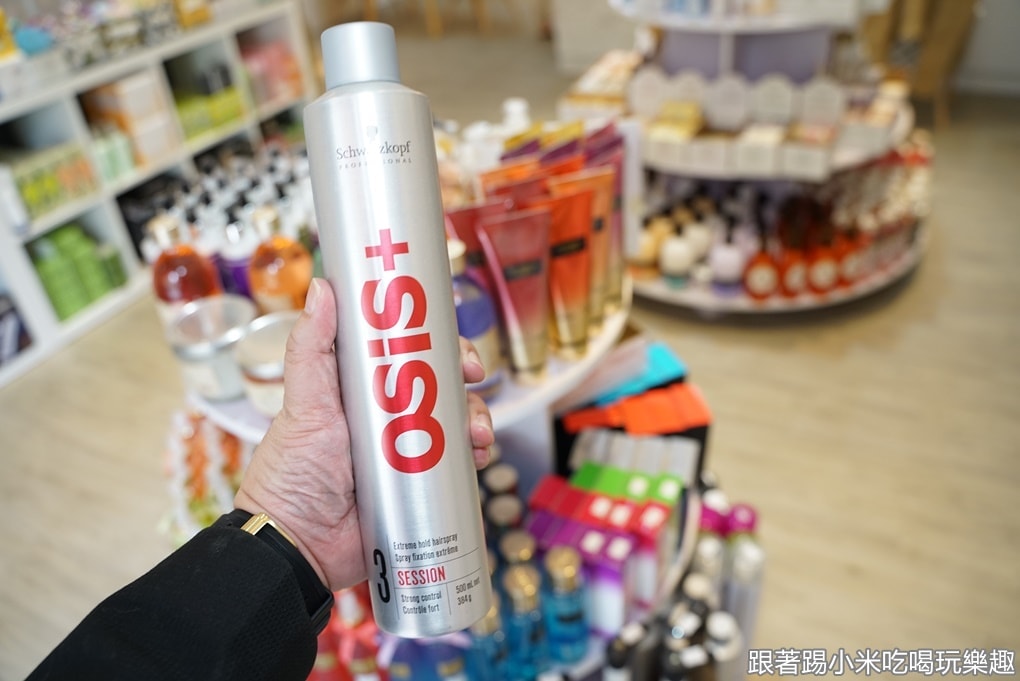 Schwarzkopf
PROFESSIONAL
OSiS+
3
Extreme hold hairspray
Spray fixation extrême
SESSION
Strong control
Contrôle fort
500 mL ml
384 g
跟著踢小米吃喝玩樂趣